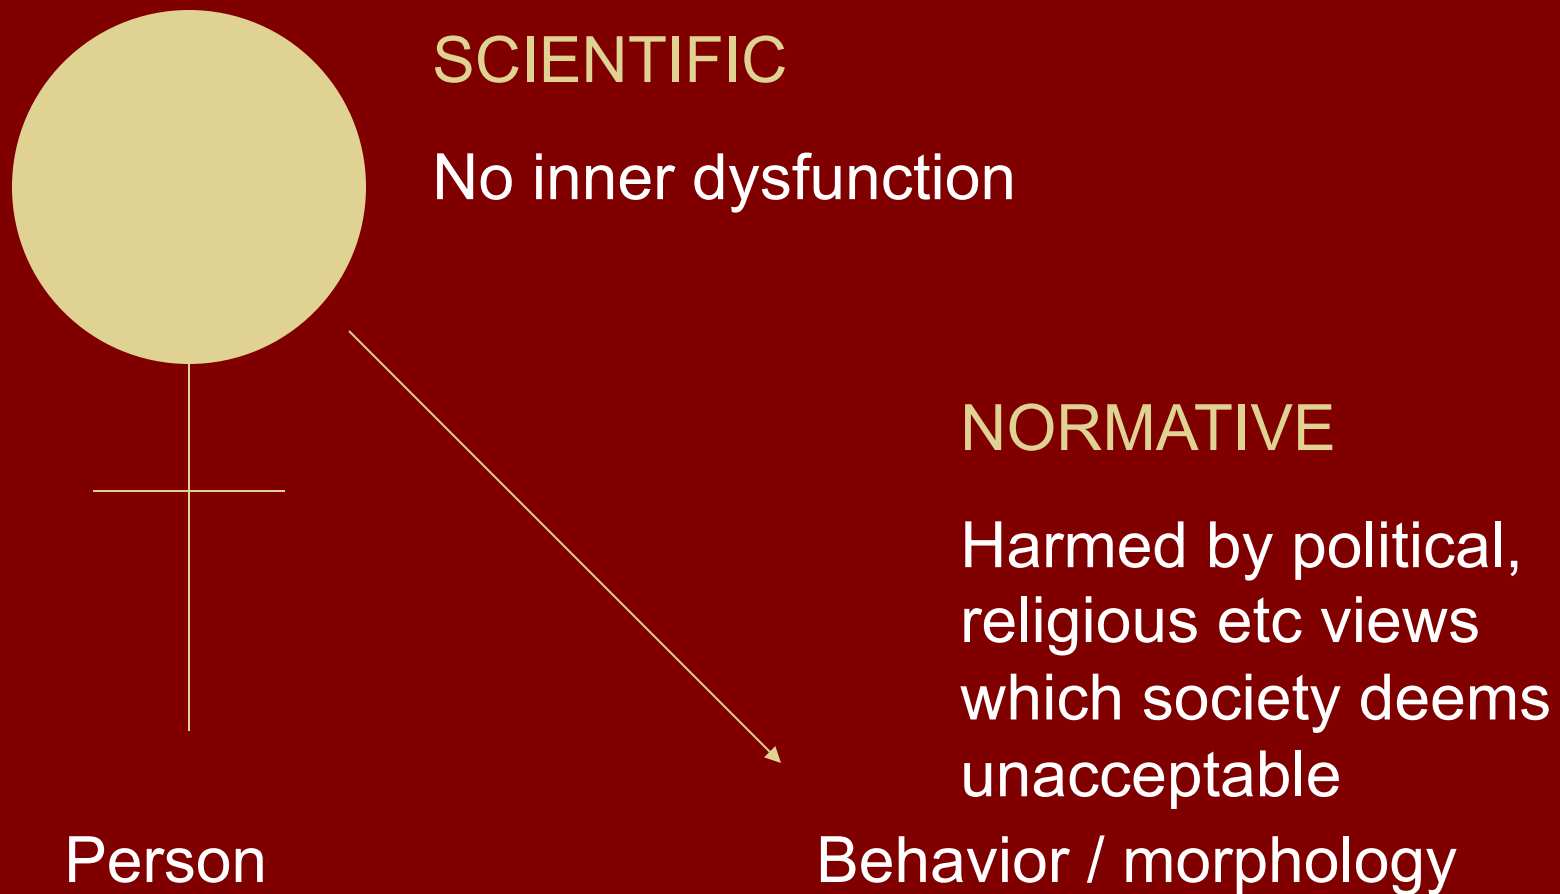 SCIENTIFIC
No inner dysfunction
NORMATIVE
Harmed by political,
religious etc views
which society deems
unacceptable
Person
Behavior / morphology